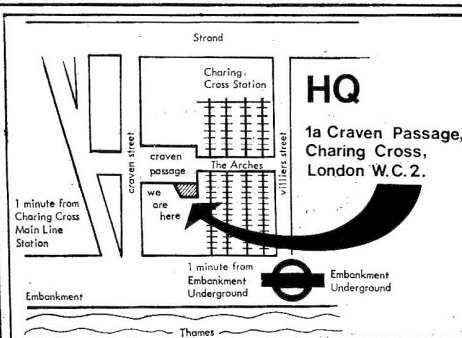 Strand
Charing
Cross Station
HQ
1a Craven Passage,
Charing Cross,
London W.C.2.
craven street
craven
passage
The Arches
villiers street
we
are
here
1 minute from
Charing Cross
Main Line
Station
1 minute from
Embankment
Underground
Embankment
Underground
Embankment
Thames